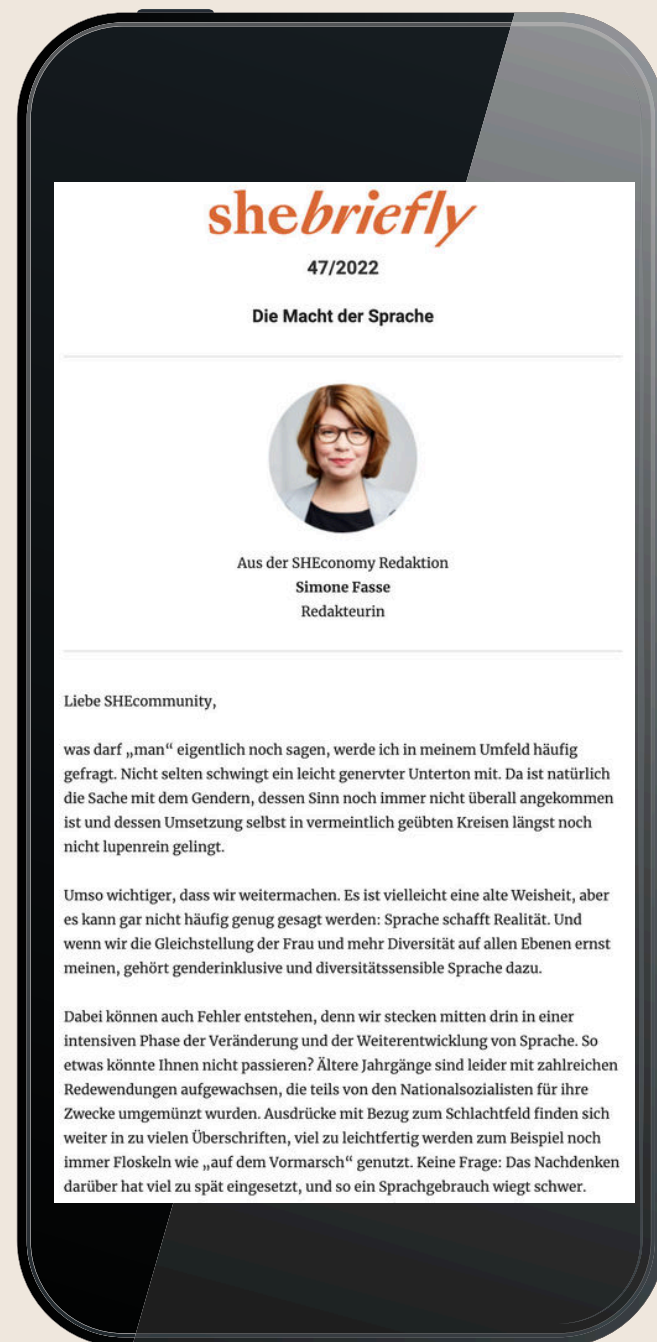 shebriefly
47/2022
Die Macht der Sprache
Aus der SHEconomy Redaktion
Simone Fasse
Redakteurin
Liebe SHEcommunity,
was darf „man“ eigentlich noch sagen, werde ich in meinem Umfeld häufig
gefragt. Nicht selten schwingt ein leicht genervter Unterton mit. Da ist natürlich
die Sache mit dem Gendern, dessen Sinn noch immer nicht überall angekommen
ist und dessen Umsetzung selbst in vermeintlich geübten Kreisen längst noch
nicht lupenrein gelingt.
Umso wichtiger, dass wir weitermachen. Es ist vielleicht eine alte Weisheit, aber
es kann gar nicht häufig genug gesagt werden: Sprache schafft Realität. Und
wenn wir die Gleichstellung der Frau und mehr Diversität auf allen Ebenen ernst
meinen, gehört genderinklusive und diversitätssensible Sprache dazu.
Dabei können auch Fehler entstehen, denn wir stecken mitten drin in einer
intensiven Phase der Veränderung und der Weiterentwicklung von Sprache. So
etwas könnte Ihnen nicht passieren? Ältere Jahrgänge sind leider mit zahlreichen
Redewendungen aufgewachsen, die teils von den Nationalsozialisten für ihre
Zwecke umgemünzt wurden. Ausdrücke mit Bezug zum Schlachtfeld finden sich
weiter in zu vielen Überschriften, viel zu leichtfertig werden zum Beispiel noch
immer Floskeln wie „auf dem Vormarsch“ genutzt. Keine Frage: Das Nachdenken
darüber hat viel zu spät eingesetzt, und so ein Sprachgebrauch wiegt schwer.